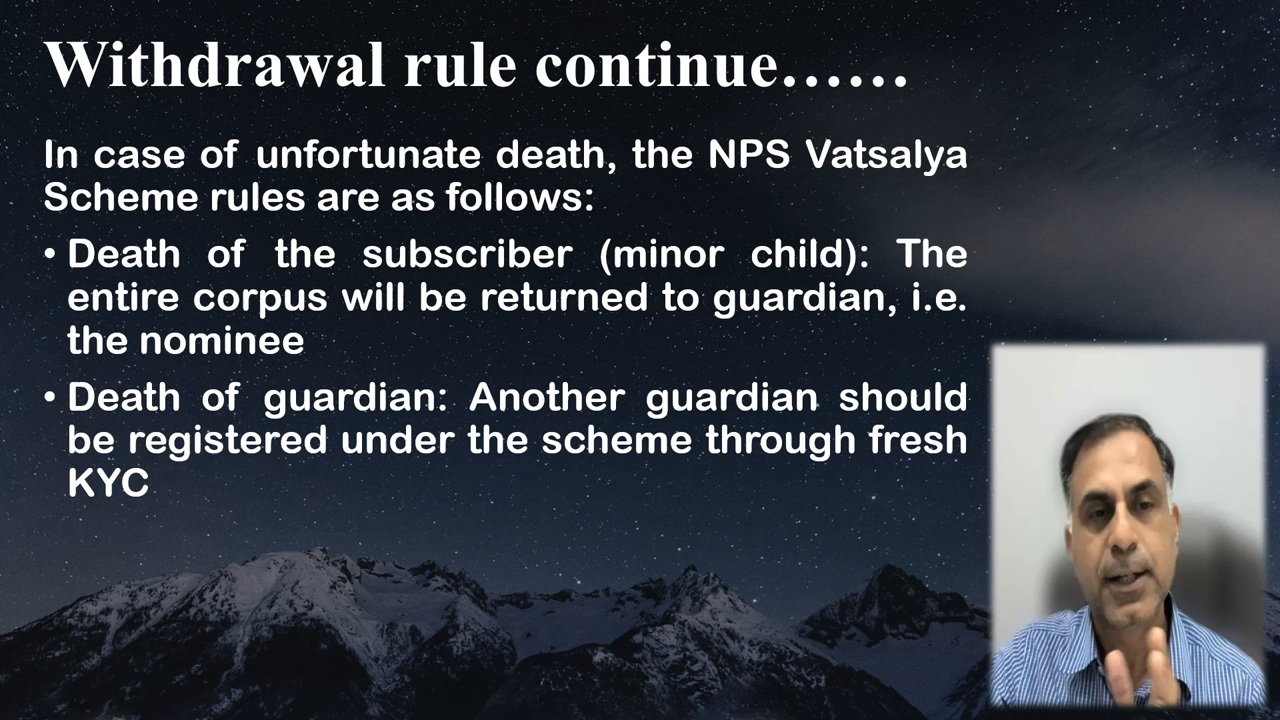 Withdrawal rule continue......
In case of unfortunate death, the NPS Vatsalya
Scheme rules are as follows:
• Death of the subscriber (minor child): The
entire corpus will be returned to guardian, i.e.
the nominee
• Death of guardian: Another guardian should
be registered under the scheme through fresh
KYC